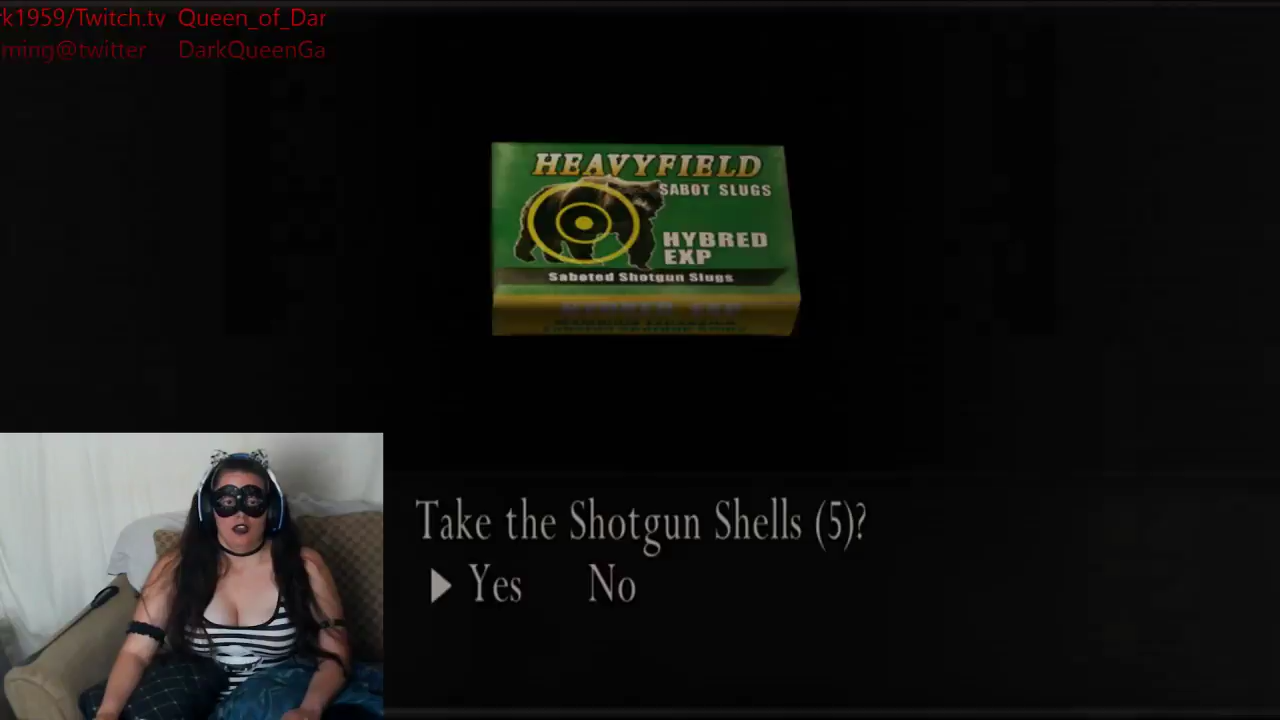 rk1959/Twitch.tv Queen_of_Dar
ming@twitter DarkQueenGa
HEAVYFIELD
SABOT SLUGS
HYBRED
EXP
Saboted Shotgun Slugs
Take the Shotgun Shells (5)?
Yes No